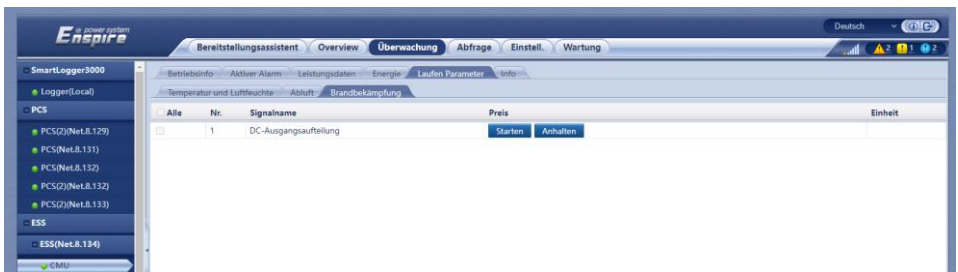 Deutsch
e power system
Enspire
Bereitstellungsassistent Overview Überwachung Abfrage Einstell. Wartung
2 1 2
SmartLogger3000
Betriebsinfo Aktiver Alarm Leistungsdaten Energie Laufen Parameter Info
Logger(Local)
Temperatur und Luftfeuchte Abluft Brandbekämpfung
PCS
Alle Nr. Signalname Preis Einheit
PCS(2)(Net.8.129)
1 DC-Ausgangsaufteilung Starten Anhalten
PCS(Net.8.131)
PCS(Net.8.132)
PCS(2)(Net.8.132)
PCS(2)(Net.8.133)
ESS
ESS(Net.8.134)
CMU